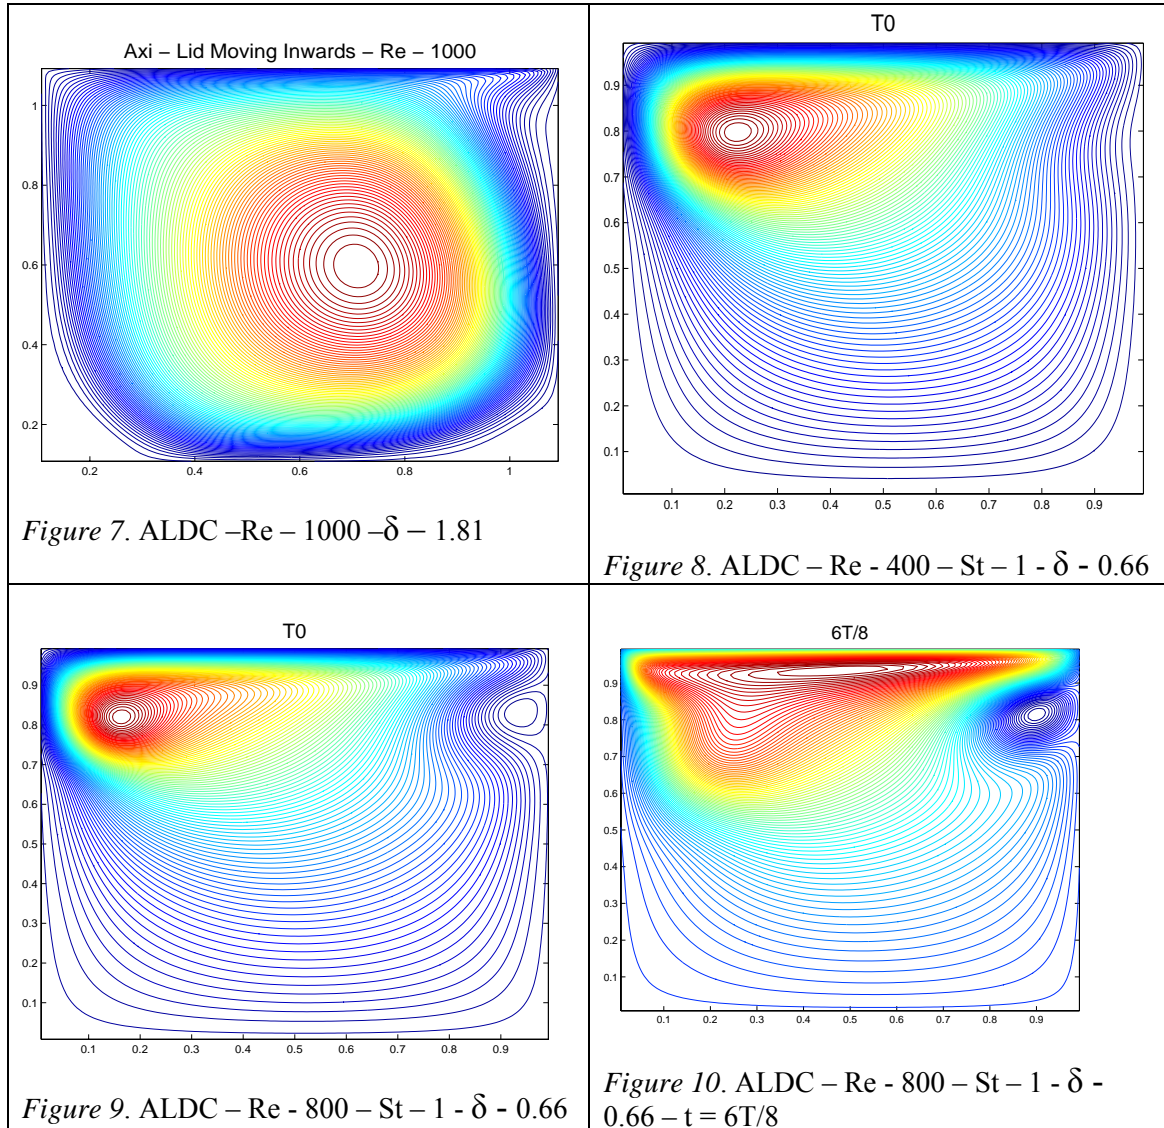 Axi – Lid Moving Inwards – Re – 1000
1
0.8
0.6
0.4
0.2
0.2 0.4 0.6 0.8 1
Figure 7. ALDC –Re – 1000 –δ – 1.81
T0
0.9
0.8
0.7
0.6
0.5
0.4
0.3
0.2
0.1
0.1 0.2 0.3 0.4 0.5 0.6 0.7 0.8 0.9
Figure 8. ALDC – Re - 400 – St – 1 - δ - 0.66
T0
0.9
0.8
0.7
0.6
0.5
0.4
0.3
0.2
0.1
0.1 0.2 0.3 0.4 0.5 0.6 0.7 0.8 0.9
Figure 9. ALDC – Re - 800 – St – 1 - δ - 0.66
6T/8
0.9
0.8
0.7
0.6
0.5
0.4
0.3
0.2
0.1
0.1 0.2 0.3 0.4 0.5 0.6 0.7 0.8 0.9
Figure 10. ALDC – Re - 800 – St – 1 - δ -
0.66 – t = 6T/8